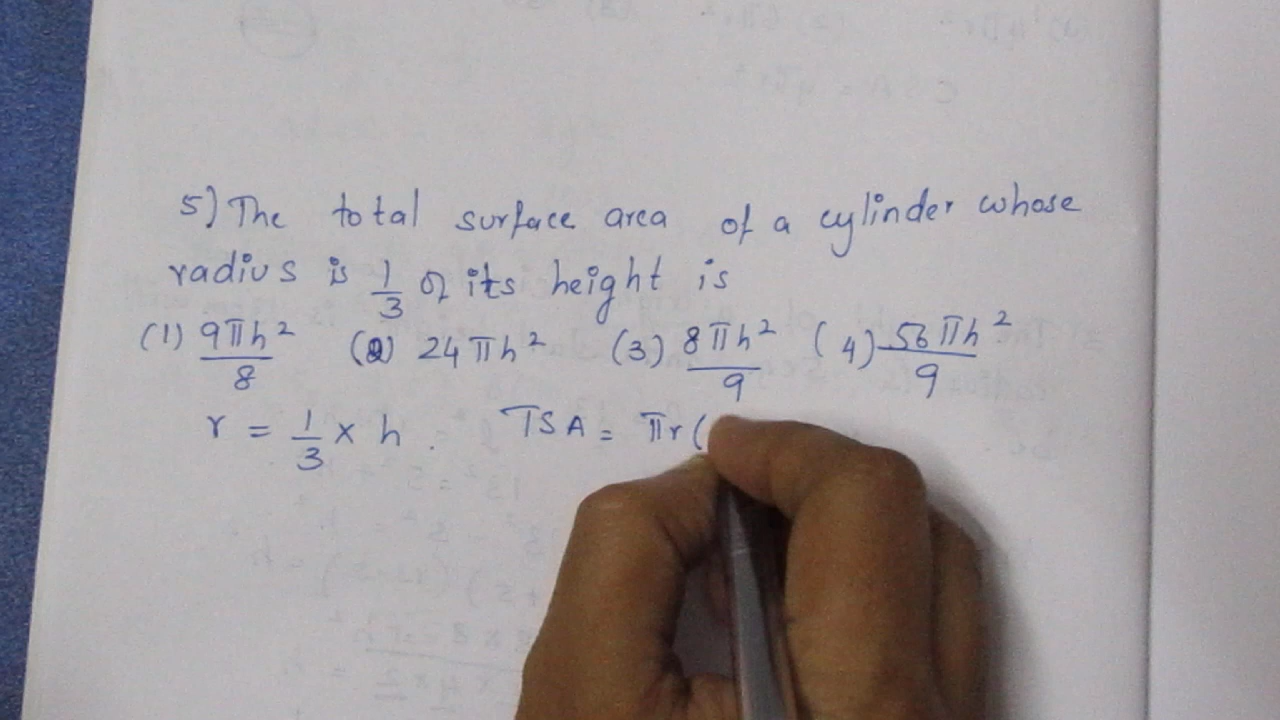 5) The total surface area of a cylinder whose
radius is 1/3 of its height is
(1) 9πh²/8 (2) 24πh² (3) 8πh²/9 (4) 56πh²/9
r = 1/3 × h . TSA = πr(